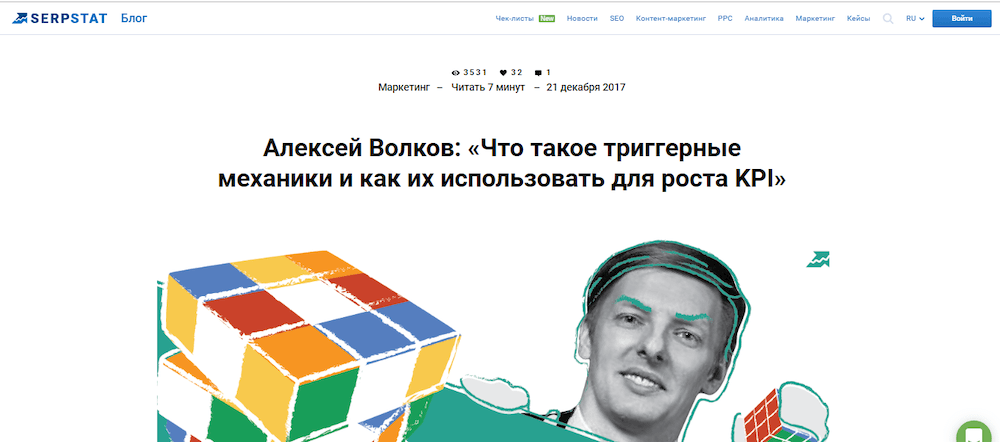 SERPSTAT Блог Чек-листы New Новости SEO Контент-маркетинг PPC Аналитика Маркетинг Кейсы RU Войти
3531 32 1
Маркетинг – Читать 7 минут – 21 декабря 2017
Алексей Волков: «Что такое триггерные
механики и как их использовать для роста KPI»